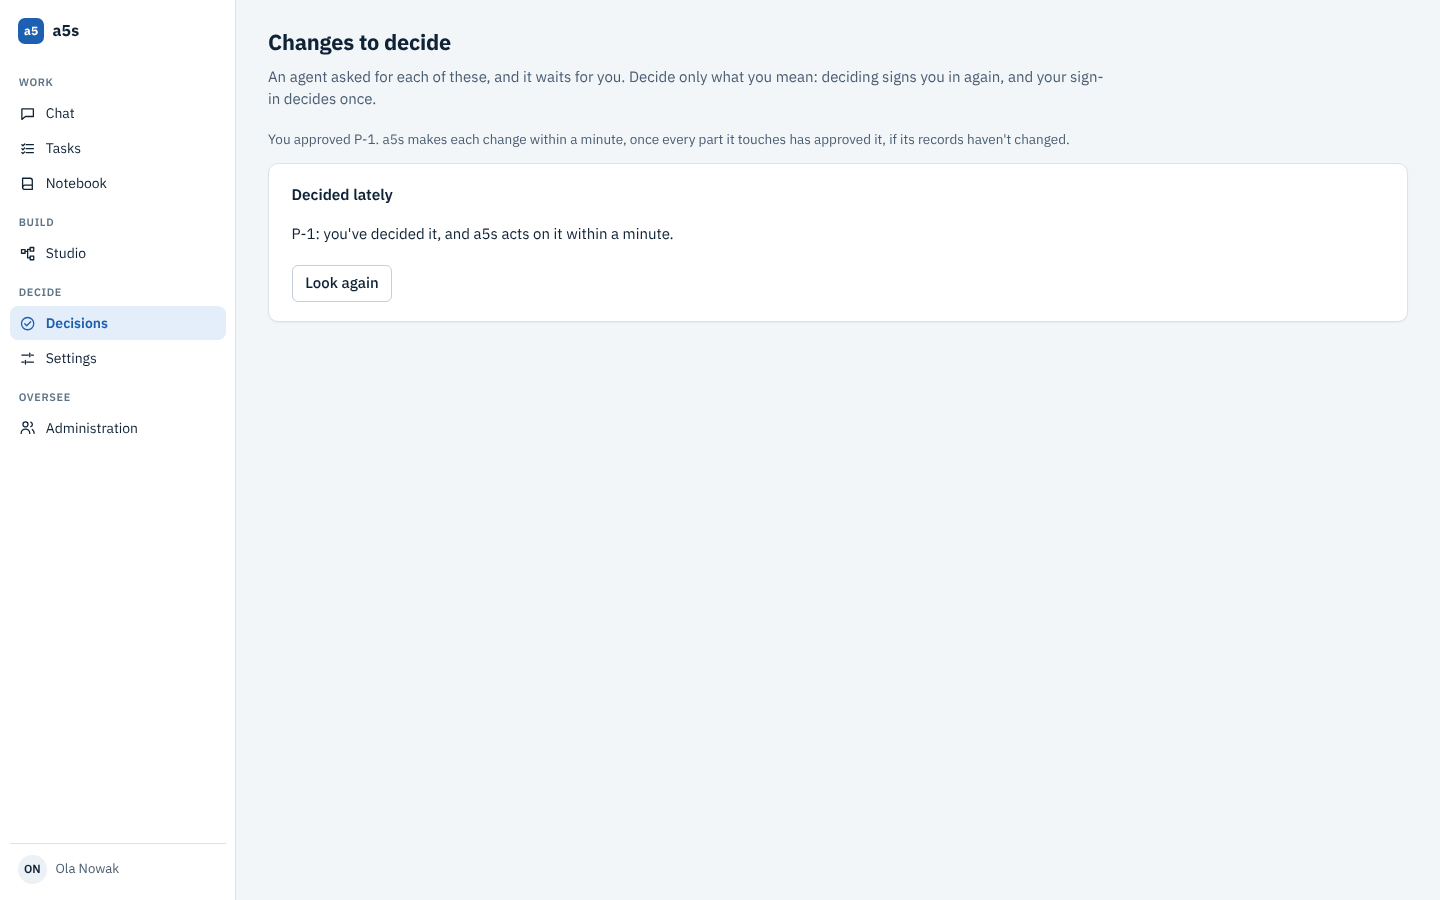 a5 a5s
WORK
Chat
Tasks
Notebook
BUILD
Studio
DECIDE
Decisions
Settings
OVERSEE
Administration
ON Ola Nowak
Changes to decide
An agent asked for each of these, and it waits for you. Decide only what you mean: deciding signs you in again, and your sign-
in decides once.
You approved P-1. a5s makes each change within a minute, once every part it touches has approved it, if its records haven't changed.
Decided lately
P-1: you've decided it, and a5s acts on it within a minute.
Look again